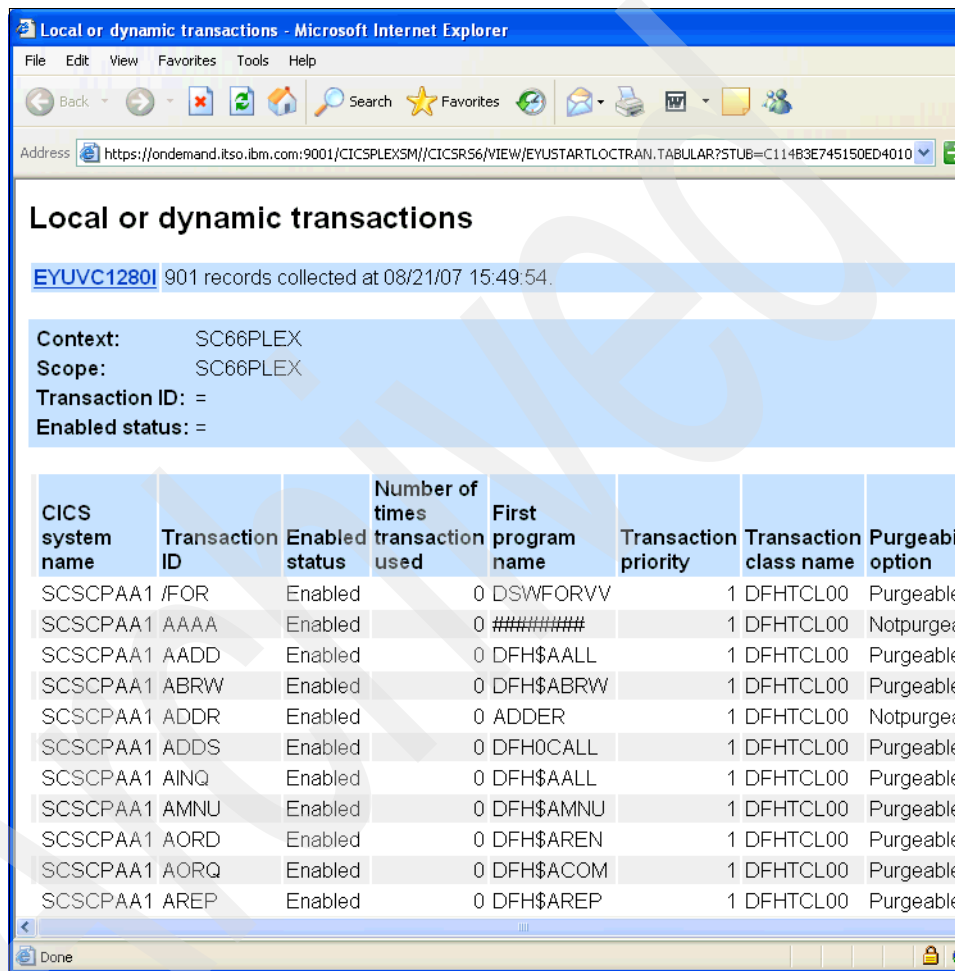 Local or dynamic transactions - Microsoft Internet Explorer
File Edit View Favorites Tools Help
Back Search Favorites
Address https://ondemand.itso.ibm.com:9001/CICSPLEXSM//CICSRS6/VIEW/EYUSTARTLOCTRAN.TABULAR?STUB=C114B3E745150ED4010
Local or dynamic transactions
EYUVC1280I 901 records collected at 08/21/07 15:49:54.
Context: SC66PLEX
Scope: SC66PLEX
Transaction ID: =
Enabled status: =
CICS system name Transaction ID Enabled status Number of times transaction used First program name Transaction priority Transaction class name Purgeabi option
SCSCPAA1 /FOR Enabled 0 DSWFORVV 1 DFHTCL00 Purgeable
SCSCPAA1 AAAA Enabled 0 ######## 1 DFHTCL00 Notpurgea
SCSCPAA1 AADD Enabled 0 DFH$AALL 1 DFHTCL00 Purgeable
SCSCPAA1 ABRW Enabled 0 DFH$ABRW 1 DFHTCL00 Purgeable
SCSCPAA1 ADDR Enabled 0 ADDER 1 DFHTCL00 Notpurgea
SCSCPAA1 ADDS Enabled 0 DFH0CALL 1 DFHTCL00 Purgeable
SCSCPAA1 AINQ Enabled 0 DFH$AALL 1 DFHTCL00 Purgeable
SCSCPAA1 AMNU Enabled 0 DFH$AMNU 1 DFHTCL00 Purgeable
SCSCPAA1 AORD Enabled 0 DFH$AREN 1 DFHTCL00 Purgeable
SCSCPAA1 AORQ Enabled 0 DFH$ACOM 1 DFHTCL00 Purgeable
SCSCPAA1 AREP Enabled 0 DFH$AREP 1 DFHTCL00 Purgeable
Done